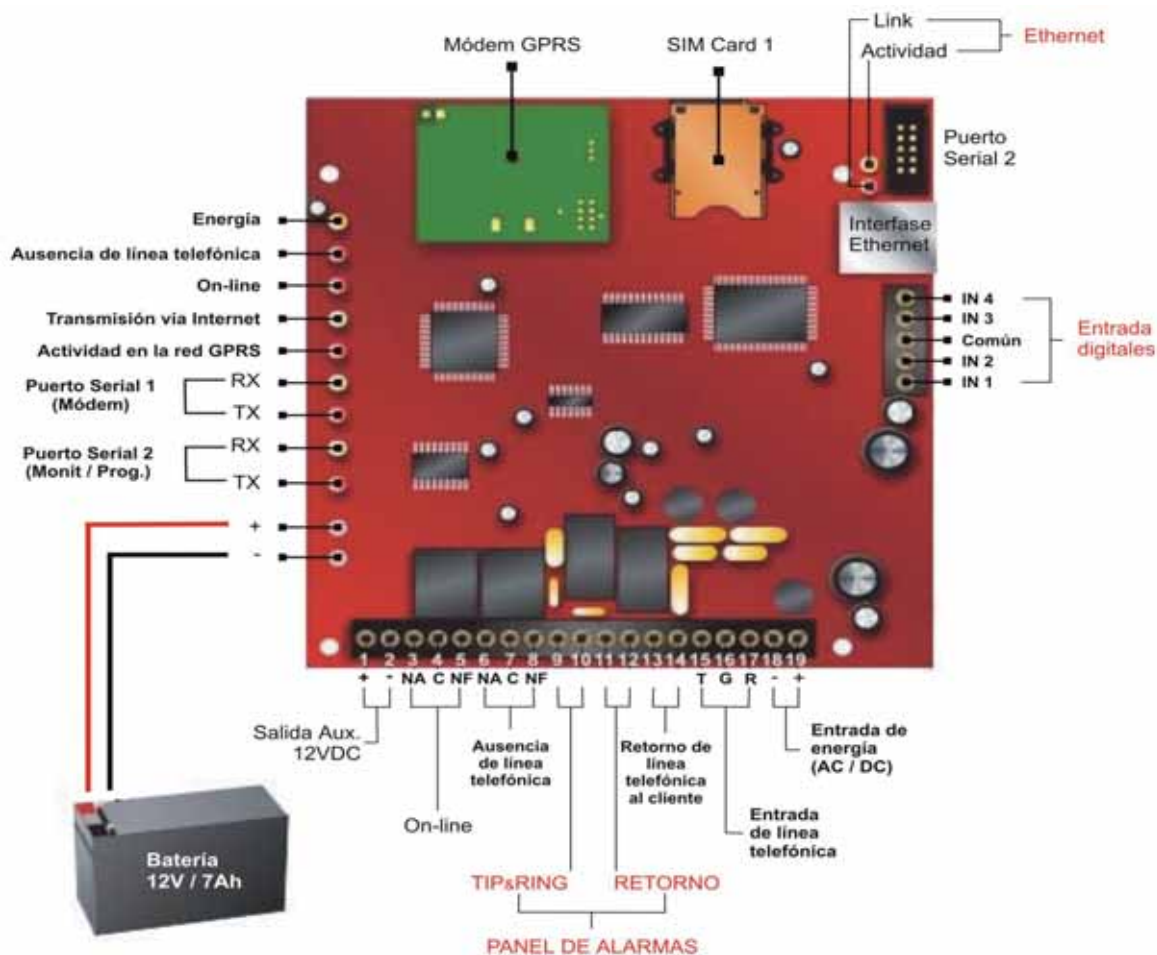 Link
Ethernet
Módem GPRS
SIM Card 1
Actividad
Puerto
Serial 2
Interfase
Ethernet
Energía
Ausencia de línea telefónica
On-line
Transmisión vía Internet
Actividad en la red GPRS
Puerto Serial 1
(Módem)
RX
TX
Puerto Serial 2
(Monit / Prog.)
RX
TX
+
-
IN 4
IN 3
Común
IN 2
IN 1
Entrada
digitales
1 2 3 4 5 6 7 8 9 10 11 12 13 14 15 16 17 18 19
+ - NA C NF NA C NF T G R - +
Salida Aux.
12VDC
On-line
Ausencia
de línea
telefónica
Retorno de
línea
telefónica
al cliente
Entrada
de línea
telefónica
Entrada de
energía
(AC / DC)
Batería
12V / 7Ah
TIP&RING
RETORNO
PANEL DE ALARMAS